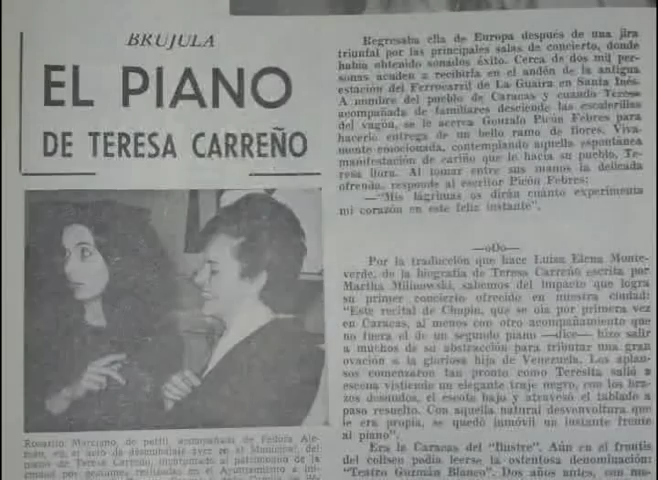 BRUJULA
EL PIANO
DE TERESA CARREÑO
Rosario Marciano, de perfil, acompañada de Fedora Ale-
mán, en el acto de desembalaje ayer en el Municipal, del
piano de Teresa Carreño, incorporado al patrimonio de la
ciudad por gestiones realizadas en el Ayuntamiento a
Regresaba ella de Europa después de una jira
triunfal por las principales salas de concierto, donde
había obtenido sonados éxito. Cerca de dos mil per-
sonas acuden a recibirla en el andén de la antigua
estación del Ferrocarril de La Guaira en Santa Inés.
A nombre del pueblo de Caracas y cuando Teresa
acompañada de familiares desciende las escalerillas
del vagón, se le acerca Gonzalo Picón Febres para
hacerle entrega de un bello ramo de flores. Viva-
mente emocionada, contemplando aquella espontánea
manifestación de cariño que le hacía su pueblo, Te-
resa llora. Al tomar entre sus manos la delicada
ofrenda, responde al escritor Picón Febres:
—"Mis lágrimas os dirán cuánto experimenta
mi corazón en este feliz instante".
—oOo—
Por la traducción que hace Luisa Elena Monte-
verde, de la biografía de Teresa Carreño escrita por
Martha Milinowski, sabemos del impacto que logra
su primer concierto ofrecido en nuestra ciudad:
"Este recital de Chopin, que se oía por primera vez
en Caracas, al menos con otro acompañamiento que
no fuera el de un segundo piano —dice— hizo salir
a muchos de su abstracción para tributar una gran
ovación a la gloriosa hija de Venezuela. Los aplau-
sos comenzaron tan pronto como Teresita salió a
escena vistiendo un elegante traje negro, con los bra-
zos desnudos, el escote bajo y atravesó el tablado a
paso resuelto. Con aquella natural desenvoltura que
le era propia, se quedó inmóvil un instante frente
al piano".
Era la Caracas del "Ilustre". Aún en el frontis
del coliseo podía leerse la ostentosa denominación:
"Teatro Guzmán Blanco". Dos años antes, con